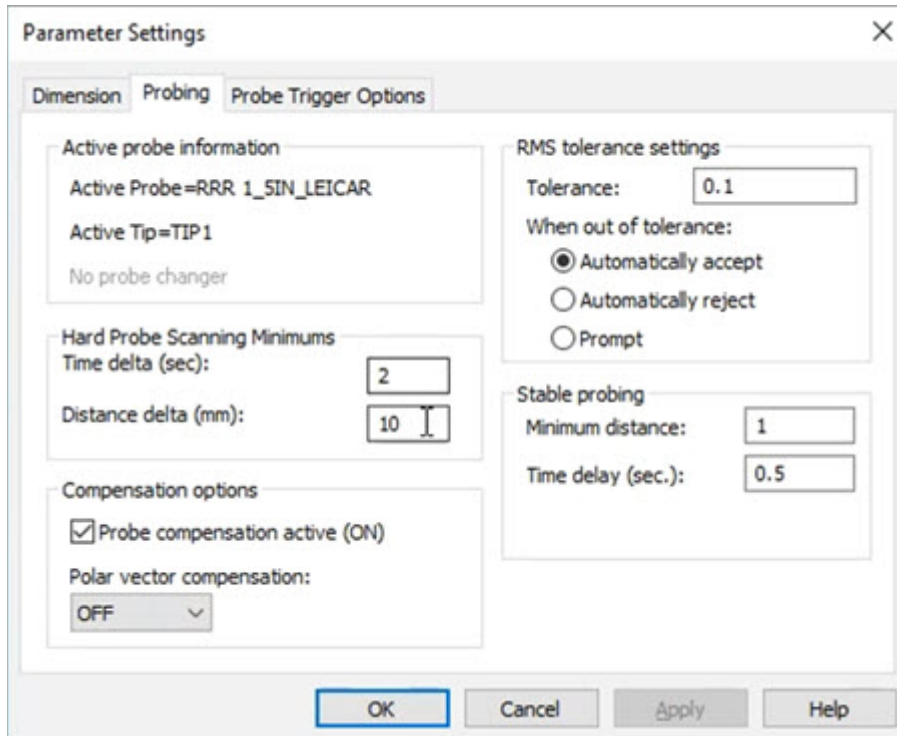 Parameter Settings
Dimension
Probing
Probe Trigger Options
Active probe information
Active Probe=RRR 1_5IN_LEICAR
Active Tip=TIP1
No probe changer
Hard Probe Scanning Minimums
Time delta (sec):
2
Distance delta (mm):
10
Compensation options
Probe compensation active (ON)
Polar vector compensation:
OFF
RMS tolerance settings
Tolerance:
0.1
When out of tolerance:
Automatically accept
Automatically reject
Prompt
Stable probing
Minimum distance:
1
Time delay (sec.):
0.5
OK
Cancel
Apply
Help